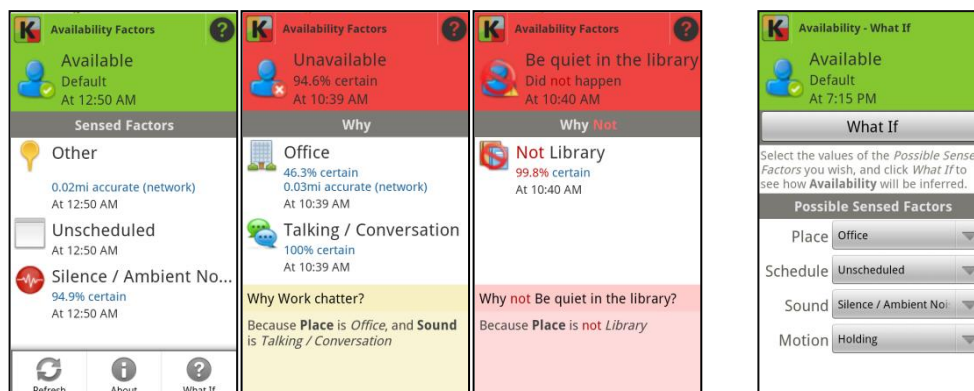 Availability Factors
?
Available
Default
At 12:50 AM
Sensed Factors
Other
0.02mi accurate (network)
At 12:50 AM
Unscheduled
At 12:50 AM
Silence / Ambient No...
94.9% certain
At 12:50 AM
Refresh
About
What If
Availability Factors
?
Unavailable
94.6% certain
At 10:39 AM
Why
Office
46.3% certain
0.03mi accurate (network)
At 10:39 AM
Talking / Conversation
100% certain
At 10:39 AM
Why Work chatter?
Because Place is Office, and Sound
is Talking / Conversation
Availability Factors
?
Be quiet in the library
Did not happen
At 10:40 AM
Why Not
Not Library
99.8% certain
At 10:40 AM
Why not Be quiet in the library?
Because Place is not Library
Availability - What If
Available
Default
At 7:15 PM
What If
Select the values of the Possible Sense
Factors you wish, and click What If to
see how Availability will be inferred.
Possible Sensed Factors
Place Office
Schedule Unscheduled
Sound Silence / Ambient Noi
Motion Holding